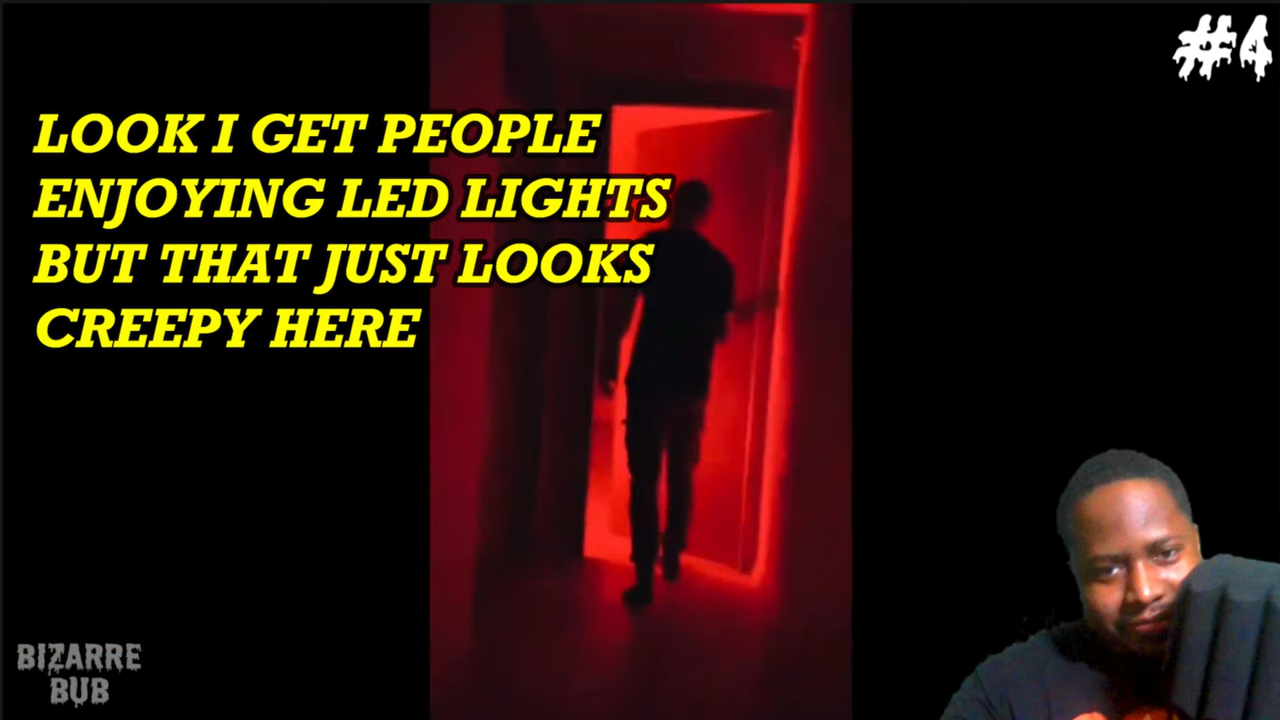 #4
LOOK I GET PEOPLE
ENJOYING LED LIGHTS
BUT THAT JUST LOOKS
CREEPY HERE
BIZARRE
BUB